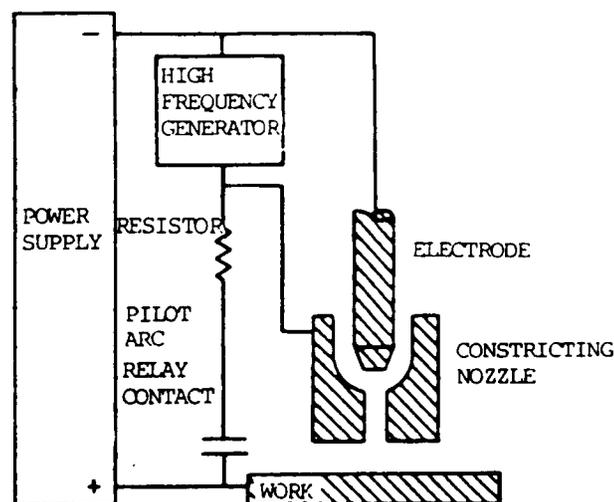 −
HIGH
FREQUENCY
GENERATOR
POWER
SUPPLY
RESISTOR
ELECTRODE
PILOT
ARC
RELAY
CONTACT
CONSTRICTING
NOZZLE
+
WORK